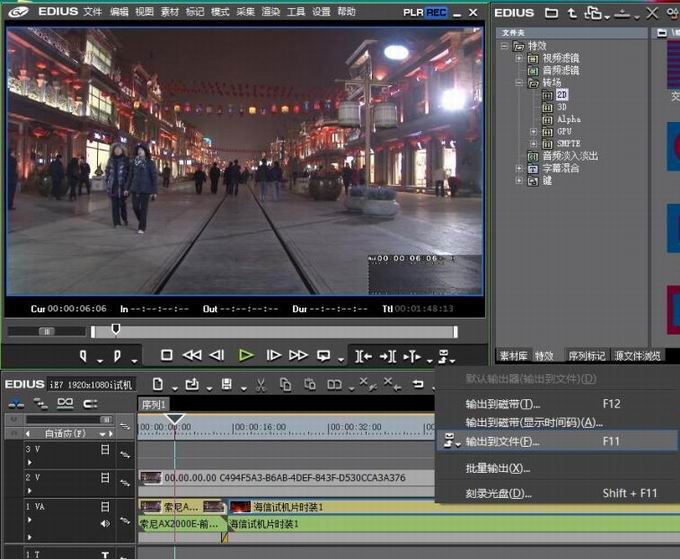 EDIUS 文件 编辑 视图 素材 标记 模式 采集 渲染 工具 设置 帮助 PLR REC
Cur 00:00:06:06 In --:--:--:-- Out --:--:--:-- Dur --:--:--:-- Ttl 00:01:48:13
EDIUS
文件夹
特效
视频滤镜
音频滤镜
转场
2D
3D
Alpha
GPU
SMPTE
音频淡入淡出
字幕混合
键
素材库 特效 序列标记 源文件浏览
EDIUS iE7 1920x1080i试机
序列1
自适应(F)
00:00:00:00 00:00:16:00 00:00:32:00
3 V
2 V
00.00.00.00 C494F5A3-B6AB-4DEF-843F-D530CCA3A376
1 VA
索尼A... 海信试机片时装1
索尼AX2000E-前... 海信试机片时装1
1 T
T
默认输出器(输出到文件)(D)
输出到磁带(T)... F12
输出到磁带(显示时间码)(A)...
输出到文件(F)... F11
批量输出(X)...
刻录光盘(D)... Shift + F11